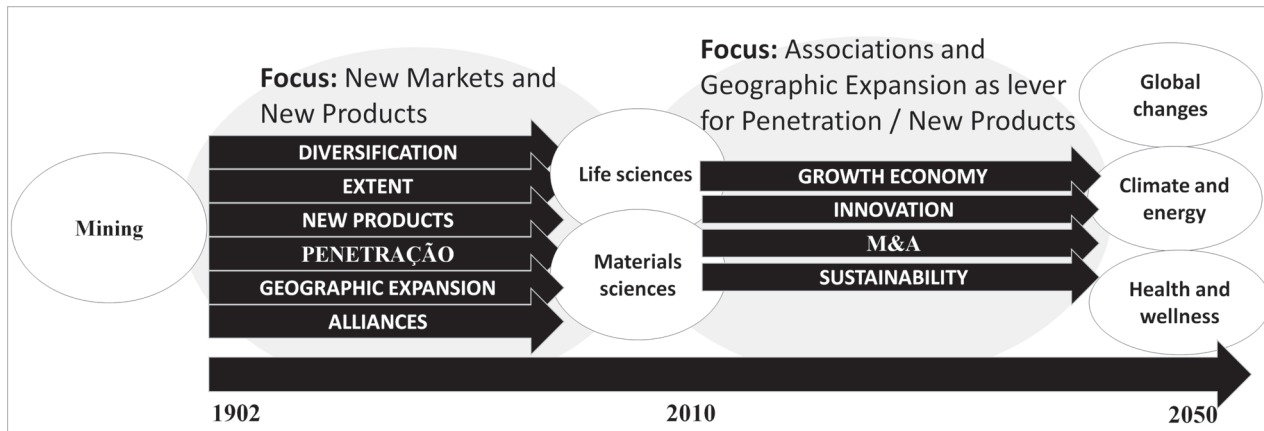 Focus: New Markets and
New Products
Focus: Associations and
Geographic Expansion as lever
for Penetration / New Products
Mining
DIVERSIFICATION
EXTENT
NEW PRODUCTS
PENETRAÇÃO
GEOGRAPHIC EXPANSION
ALLIANCES
Life sciences
Materials
sciences
GROWTH ECONOMY
INNOVATION
M&A
SUSTAINABILITY
Global
changes
Climate and
energy
Health and
wellness
1902
2010
2050